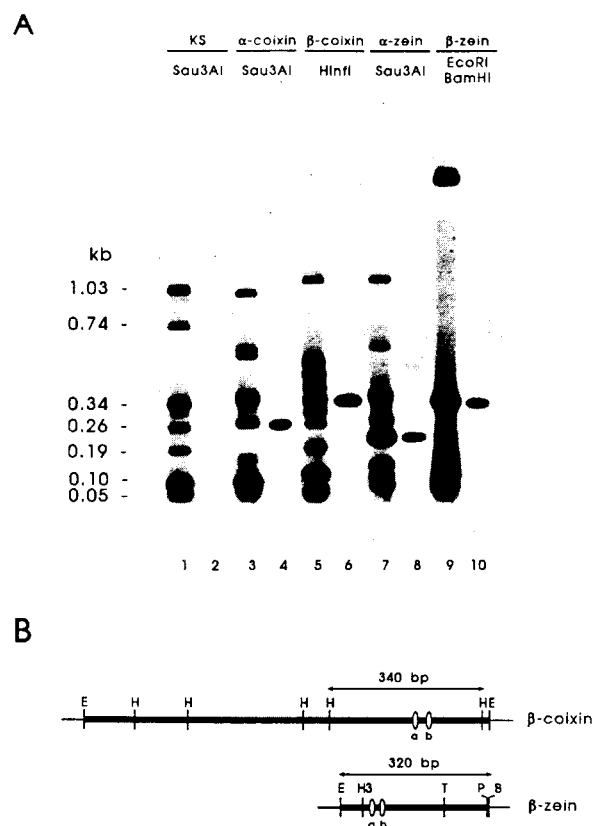 A
KS α-coixin β-coixin α-zein β-zein
Sau3AI Sau3AI HinfI Sau3AI EcoRI
BamHI
kb
1.03 -
0.74 -
0.34 -
0.26 -
0.19 -
0.10 -
0.05 -
1 2 3 4 5 6 7 8 9 10
B
340 bp
E H H H H H E
β-coixin
a b
320 bp
E H3 T P B
β-zein
a b